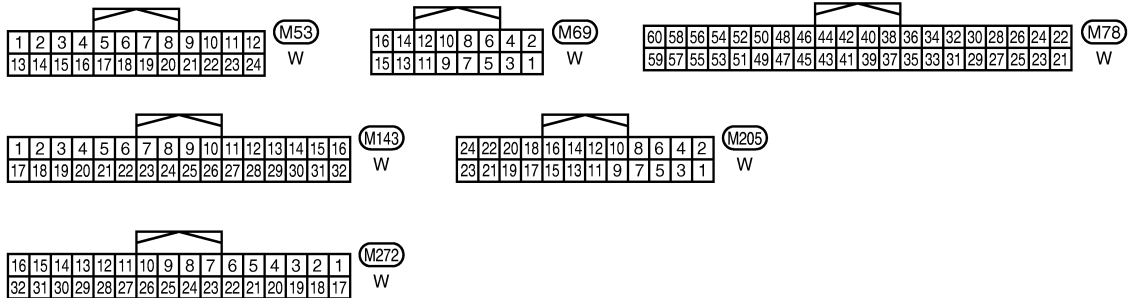 1 2 3 4 5 6 7 8 9 10 11 12 M53
13 14 15 16 17 18 19 20 21 22 23 24 W
16 14 12 10 8 6 4 2 M69
15 13 11 9 7 5 3 1 W
60 58 56 54 52 50 48 46 44 42 40 38 36 34 32 30 28 26 24 22 M78
59 57 55 53 51 49 47 45 43 41 39 37 35 33 31 29 27 25 23 21 W
1 2 3 4 5 6 7 8 9 10 11 12 13 14 15 16 M143
17 18 19 20 21 22 23 24 25 26 27 28 29 30 31 32 W
24 22 20 18 16 14 12 10 8 6 4 2 M205
23 21 19 17 15 13 11 9 7 5 3 1 W
16 15 14 13 12 11 10 9 8 7 6 5 4 3 2 1 M272
32 31 30 29 28 27 26 25 24 23 22 21 20 19 18 17 W